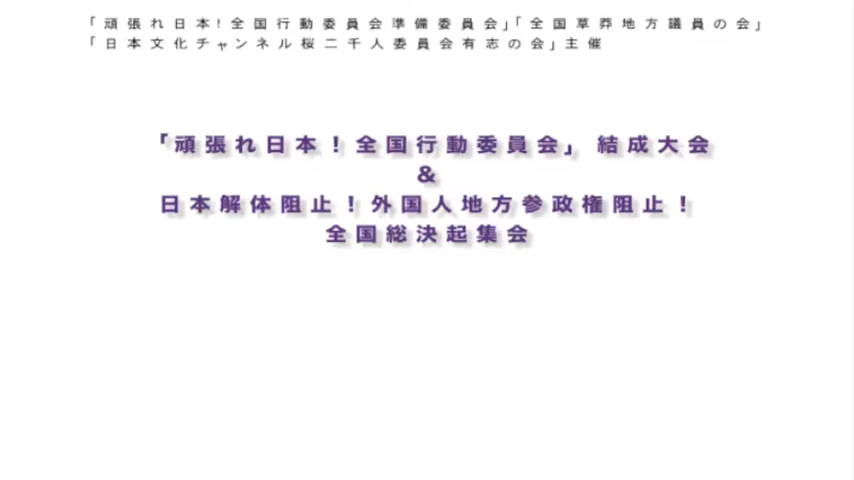 「頑張れ日本!全国行動委員会準備委員会」「全国草莽地方議員の会」
「日本文化チャンネル桜二千人委員会有志の会」主催
「頑張れ日本！全国行動委員会」 結成大会
&
日本解体阻止！外国人地方参政権阻止！
全国総決起集会